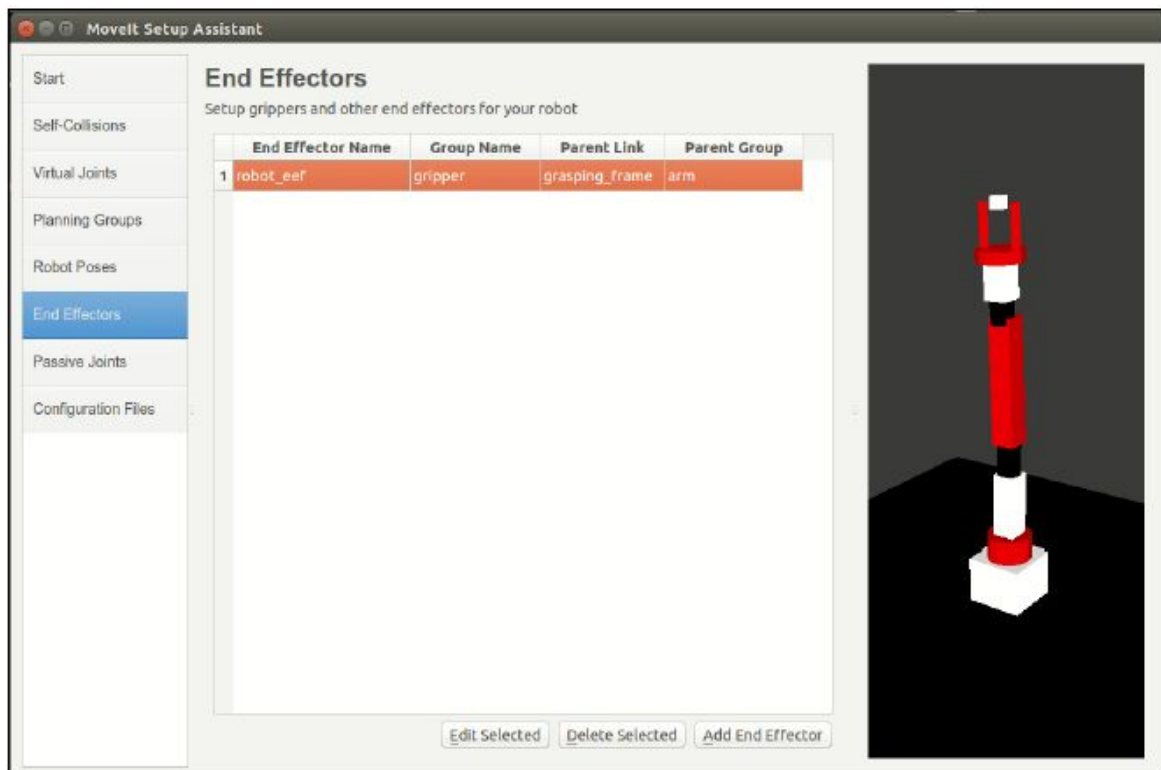 MoveIt Setup Assistant
Start
Self-Collisions
Virtual Joints
Planning Groups
Robot Poses
End Effectors
Passive Joints
Configuration Files
End Effectors
Setup grippers and other end effectors for your robot
End Effector Name Group Name Parent Link Parent Group
1 robot_eef gripper grasping_frame arm
Edit Selected Delete Selected Add End Effector